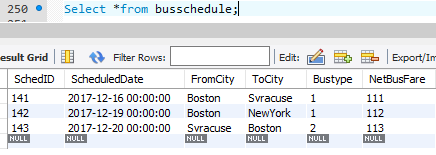 250 Select *from busschedule;
Result Grid Filter Rows: Edit: Export/Im
SchedID ScheduledDate FromCity ToCity Bustype NetBusFare
141 2017-12-16 00:00:00 Boston Syracuse 1 111
142 2017-12-19 00:00:00 Boston NewYork 1 112
143 2017-12-20 00:00:00 Syracuse Boston 2 113
NULL NULL NULL NULL NULL NULL